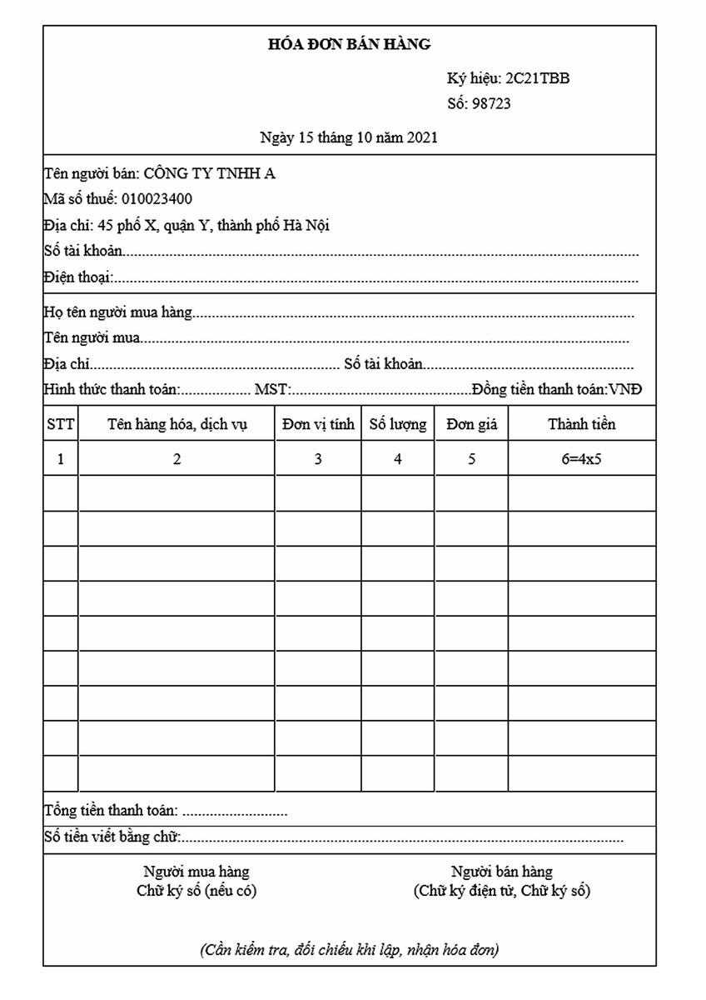 HÓA ĐƠN BÁN HÀNG
Ký hiệu: 2C21TBB
Số: 98723
Ngày 15 tháng 10 năm 2021
Tên người bán: CÔNG TY TNHH A
Mã số thuế: 010023400
Địa chỉ: 45 phố X, quận Y, thành phố Hà Nội
Số tài khoản..............................
Điện thoại:..............................
Họ tên người mua hàng..............................
Tên người mua..............................
Địa chỉ.............................. Số tài khoản..............................
Hình thức thanh toán:.................. MST:..............................Đồng tiền thanh toán:VNĐ
STT Tên hàng hóa, dịch vụ Đơn vị tính Số lượng Đơn giá Thành tiền
1 2 3 4 5 6=4x5
Tổng tiền thanh toán: ...........................
Số tiền viết bằng chữ:..............................
Người mua hàng Người bán hàng
Chữ ký số (nếu có) (Chữ ký điện tử, Chữ ký số)
(Cần kiểm tra, đối chiếu khi lập, nhận hóa đơn)